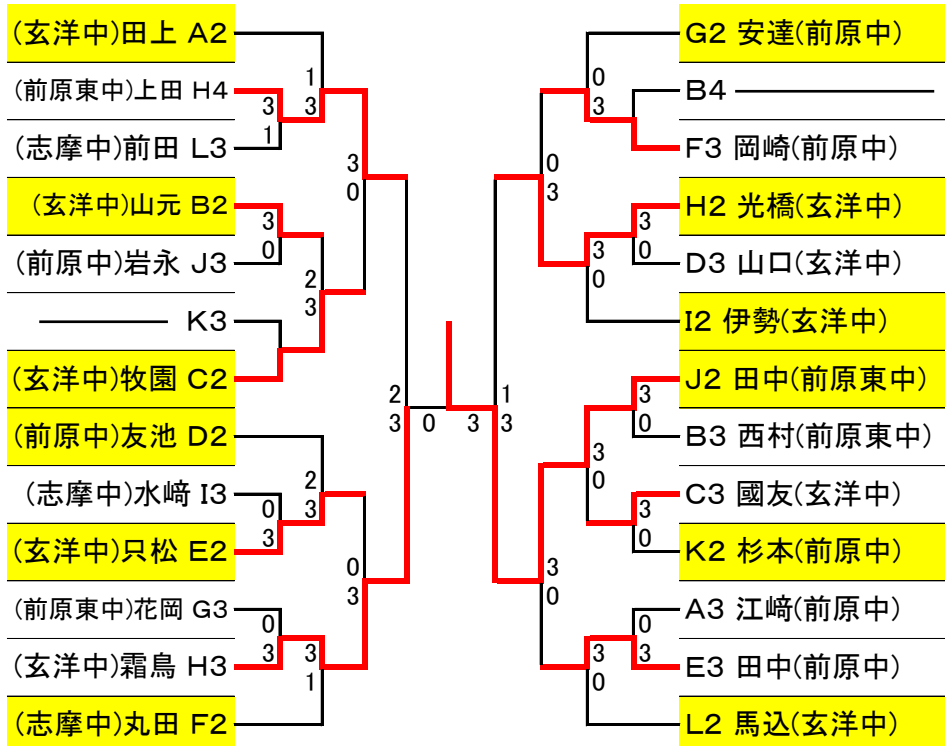 (玄洋中)田上 A2
(前原東中)上田 H4
(志摩中)前田 L3
(玄洋中)山元 B2
(前原中)岩永 J3
K3
(玄洋中)牧園 C2
(前原中)友池 D2
(志摩中)水﨑 I3
(玄洋中)只松 E2
(前原東中)花岡 G3
(玄洋中)霜鳥 H3
(志摩中)丸田 F2
1
3
3
1
3
0
3
0
2
3
2
3
0
3
2
3
0
3
0
3
0
3
3
1
G2 安達(前原中)
B4
F3 岡崎(前原中)
H2 光橋(玄洋中)
D3 山口(玄洋中)
I2 伊勢(玄洋中)
J2 田中(前原東中)
B3 西村(前原東中)
C3 國友(玄洋中)
K2 杉本(前原中)
A3 江﨑(前原中)
E3 田中(前原中)
L2 馬込(玄洋中)
0
3
0
3
3
0
3
0
1
3
3
0
3
0
3
0
3
0
3
0
3
0
3
0